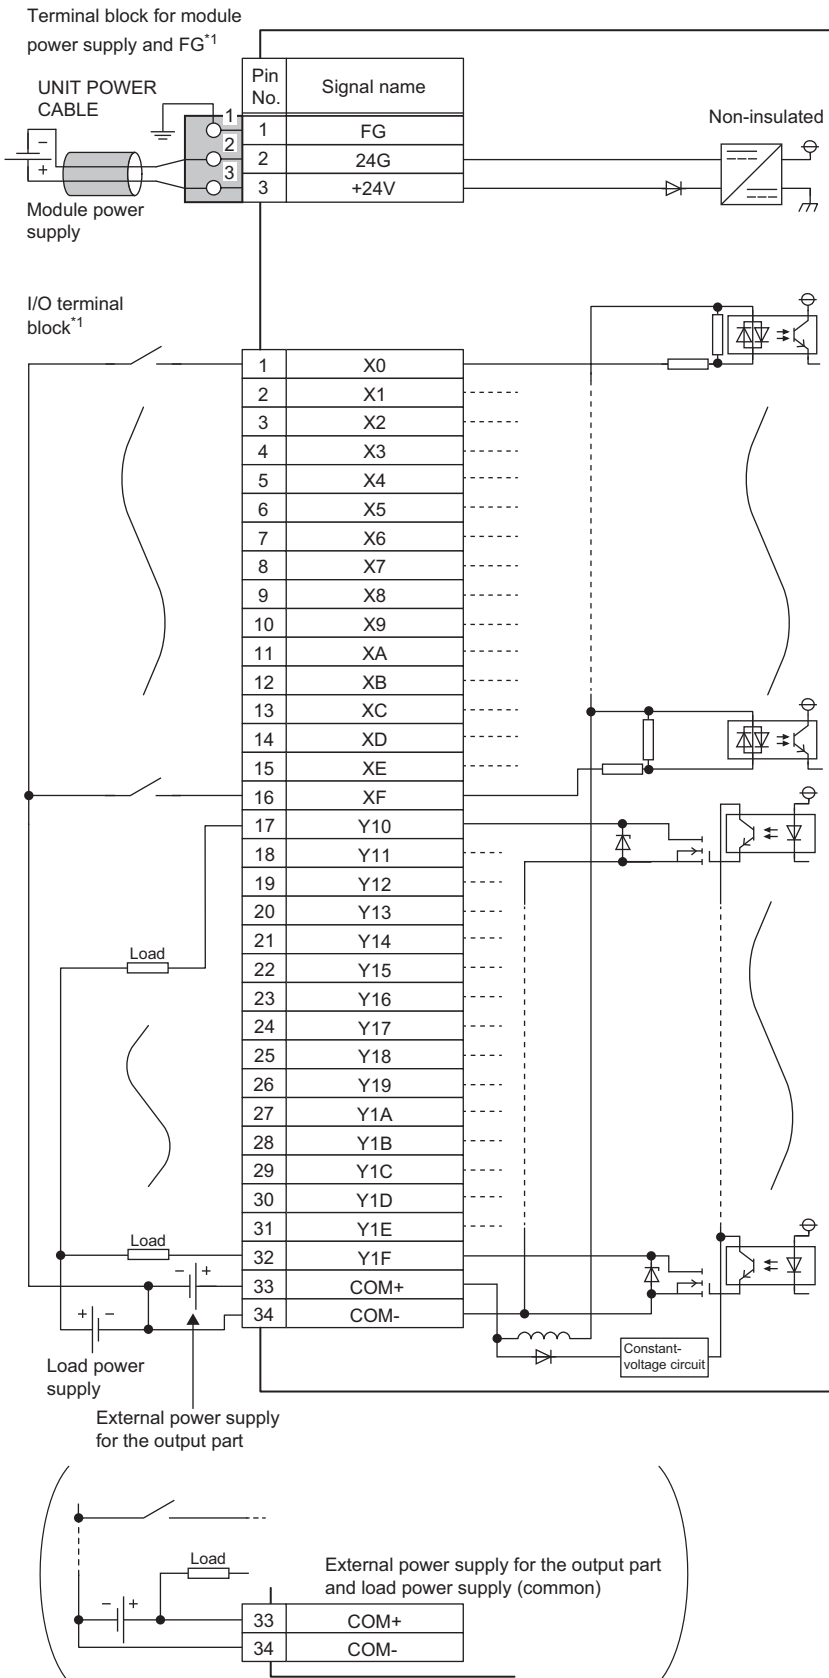 Terminal block for module
power supply and FG*1
UNIT POWER
CABLE
Module power
supply
Pin
No.
Signal name
1
2
3
1 FG
2 24G
3 +24V
Non-insulated
I/O terminal
block*1
1 X0
2 X1
3 X2
4 X3
5 X4
6 X5
7 X6
8 X7
9 X8
10 X9
11 XA
12 XB
13 XC
14 XD
15 XE
16 XF
17 Y10
18 Y11
19 Y12
20 Y13
21 Y14
22 Y15
23 Y16
24 Y17
25 Y18
26 Y19
27 Y1A
28 Y1B
29 Y1C
30 Y1D
31 Y1E
32 Y1F
33 COM+
34 COM-
Load
Load
Load power
supply
External power supply
for the output part
Constant-
voltage circuit
Load
External power supply for the output part
and load power supply (common)
33 COM+
34 COM-